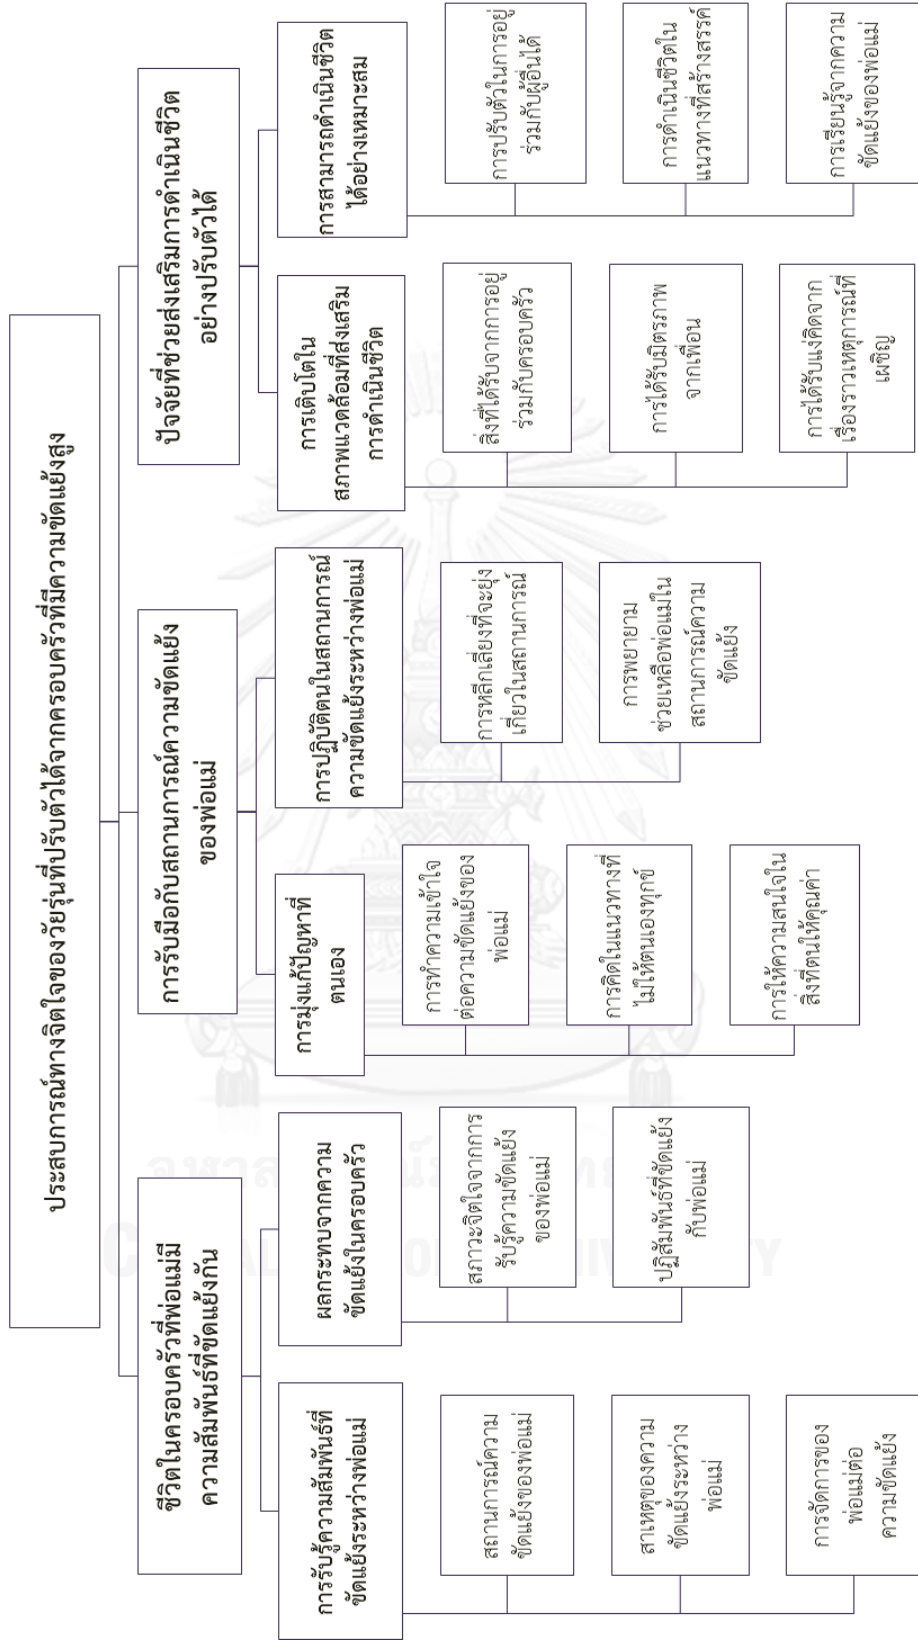 ประสบการณ์ทางจิตใจของวัยรุ่นที่ปรับตัวได้จากครอบครัวที่มีความขัดแย้งสูง
ชีวิตในครอบครัวที่พ่อแม่มี
ความสัมพันธ์ที่ขัดแย้งกัน
การรับรู้ความสัมพันธ์ที่
ขัดแย้งระหว่างพ่อแม่
สถานการณ์ความ
ขัดแย้งของพ่อแม่
สาเหตุของความ
ขัดแย้งระหว่าง
พ่อแม่
การจัดการของ
พ่อแม่ต่อ
ความขัดแย้ง
ผลกระทบจากความ
ขัดแย้งในครอบครัว
สภาวะจิตใจจากการ
รับรู้ความขัดแย้ง
ของพ่อแม่
ปฏิสัมพันธ์ที่ขัดแย้ง
กับพ่อแม่
การรับมือกับสถานการณ์ความขัดแย้ง
ของพ่อแม่
การมุ่งแก้ปัญหาที่
ตนเอง
การทำความเข้าใจ
ต่อความขัดแย้งของ
พ่อแม่
การคิดในแนวทางที่
ไม่ให้ตนเองทุกข์
การให้ความสนใจใน
สิ่งที่ตนให้คุณค่า
การปฏิบัติตนในสถานการณ์
ความขัดแย้งระหว่างพ่อแม่
การหลีกเลี่ยงที่จะยุ่ง
เกี่ยวในสถานการณ์
การพยายาม
ช่วยเหลือพ่อแม่ใน
สถานการณ์ความ
ขัดแย้ง
ปัจจัยที่ช่วยส่งเสริมการดำเนินชีวิต
อย่างปรับตัวได้
การเติบโตใน
สภาพแวดล้อมที่ส่งเสริม
การดำเนินชีวิต
สิ่งที่ได้รับจากการอยู่
ร่วมกับครอบครัว
การได้รับมิตรภาพ
จากเพื่อน
การได้รับแง่คิดจาก
เรื่องราวเหตุการณ์ที่
เผชิญ
การสามารถดำเนินชีวิต
ได้อย่างเหมาะสม
การปรับตัวในการอยู่
ร่วมกับผู้อื่นได้
การดำเนินชีวิตใน
แนวทางที่สร้างสรรค์
การเรียนรู้จากความ
ขัดแย้งของพ่อแม่